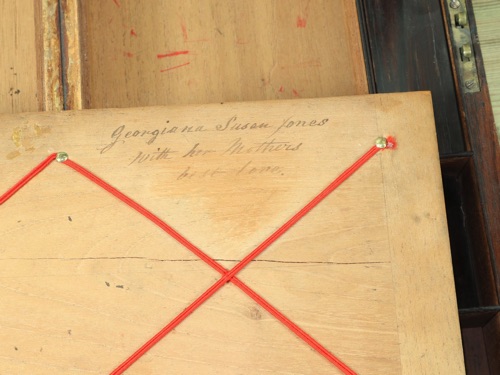 Georgiana Susan Jones
with her Mothers
best love.